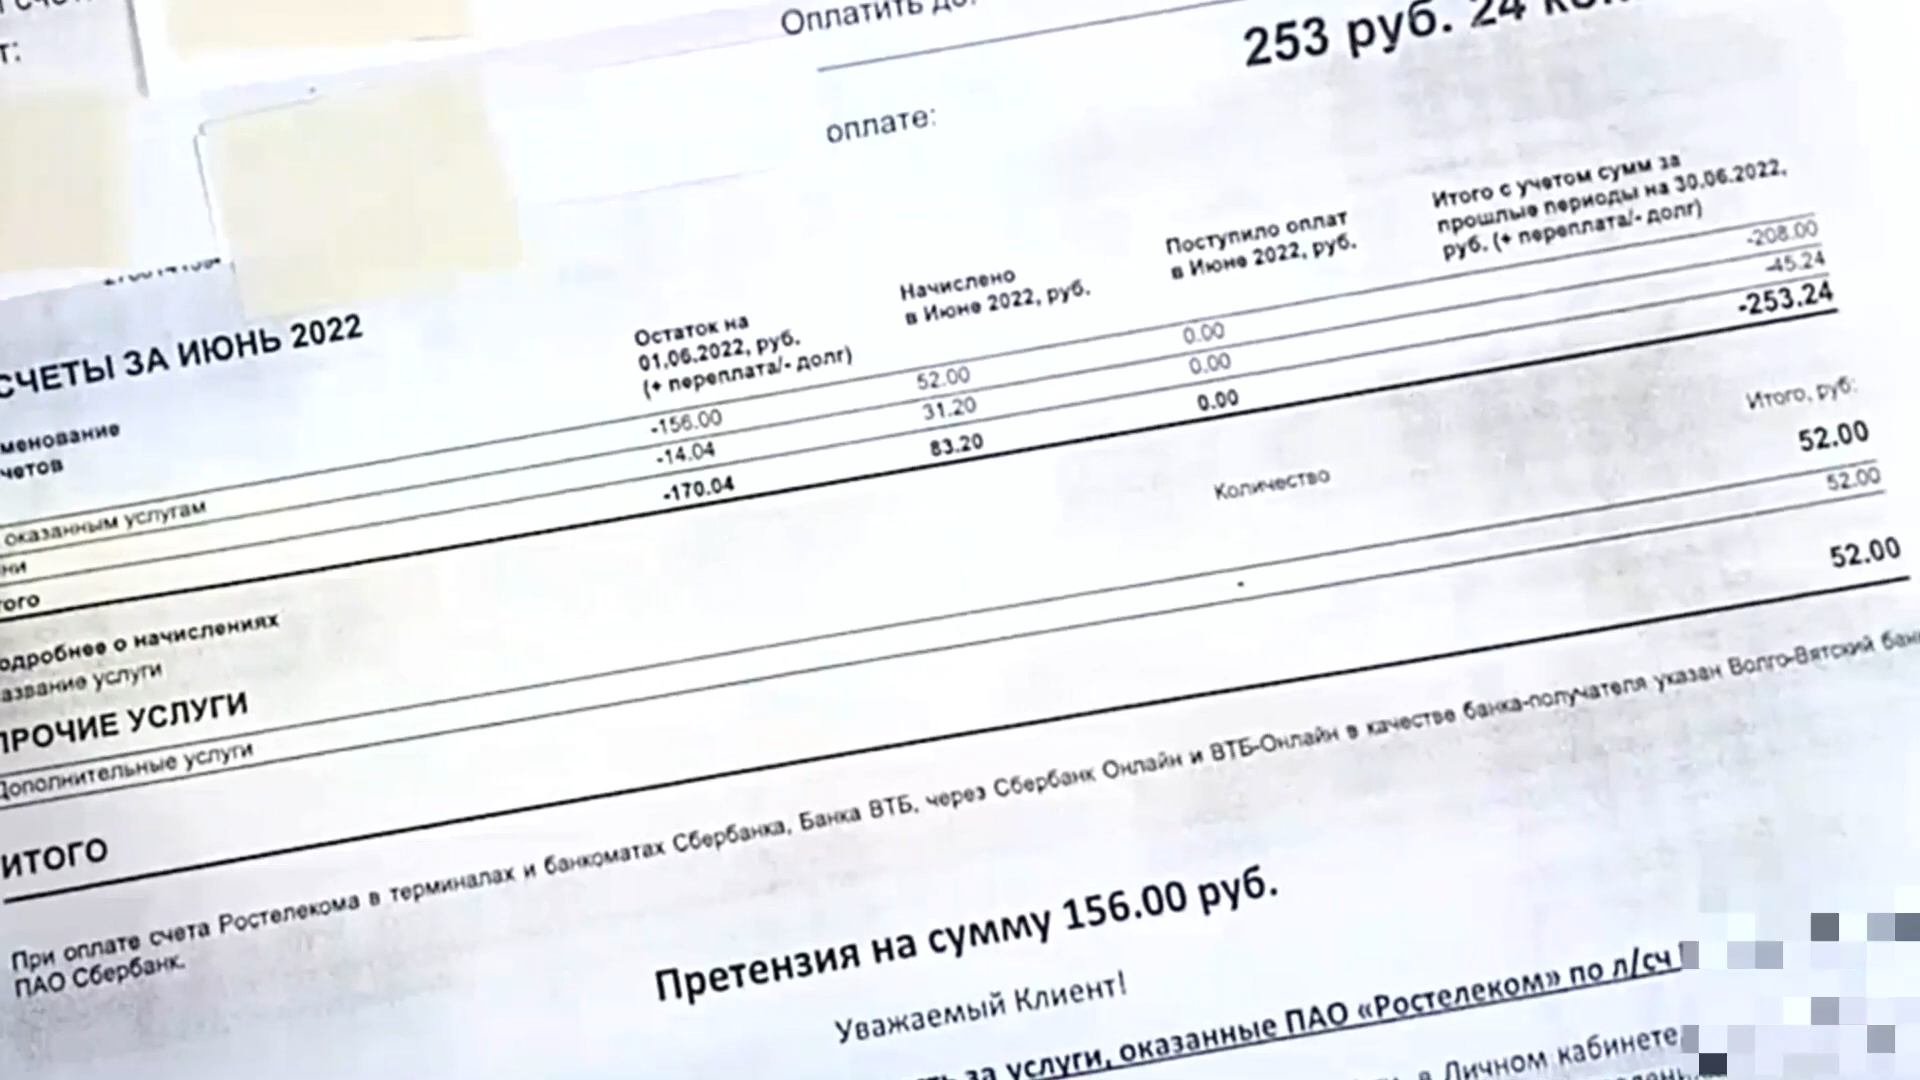 Оплатить до:
253 руб. 24
оплате:
СЧЕТЫ ЗА ИЮНЬ 2022
менование
четов
Остаток на
01.06.2022, руб.
(+ переплата/- долг)
Начислено
в Июне 2022, руб.
Поступило оплат
в Июне 2022, руб.
Итого с учетом сумм за
прошлые периоды на 30.06.2022,
руб. (+ переплата/- долг)
оказанным услугам -156.00 52.00 0.00 -208.00
ни -14.04 31.20 0.00 -45.24
ого -170.04 83.20 0.00 -253.24
одробнее о начислениях
азвание услуги Количество Итого, руб:
ПРОЧИЕ УСЛУГИ 52.00
Дополнительные услуги - 52.00
ИТОГО 52.00
При оплате счета Ростелекома в терминалах и банкоматах Сбербанка, Банка ВТБ, через Сбербанк Онлайн и ВТБ-Онлайн в качестве банка-получателя указан Волго-Вятский банк
ПАО Сбербанк.
Претензия на сумму 156.00 руб.
Уважаемый Клиент!
за услуги, оказанные ПАО «Ростелеком» по л/сч
в Личном кабинете